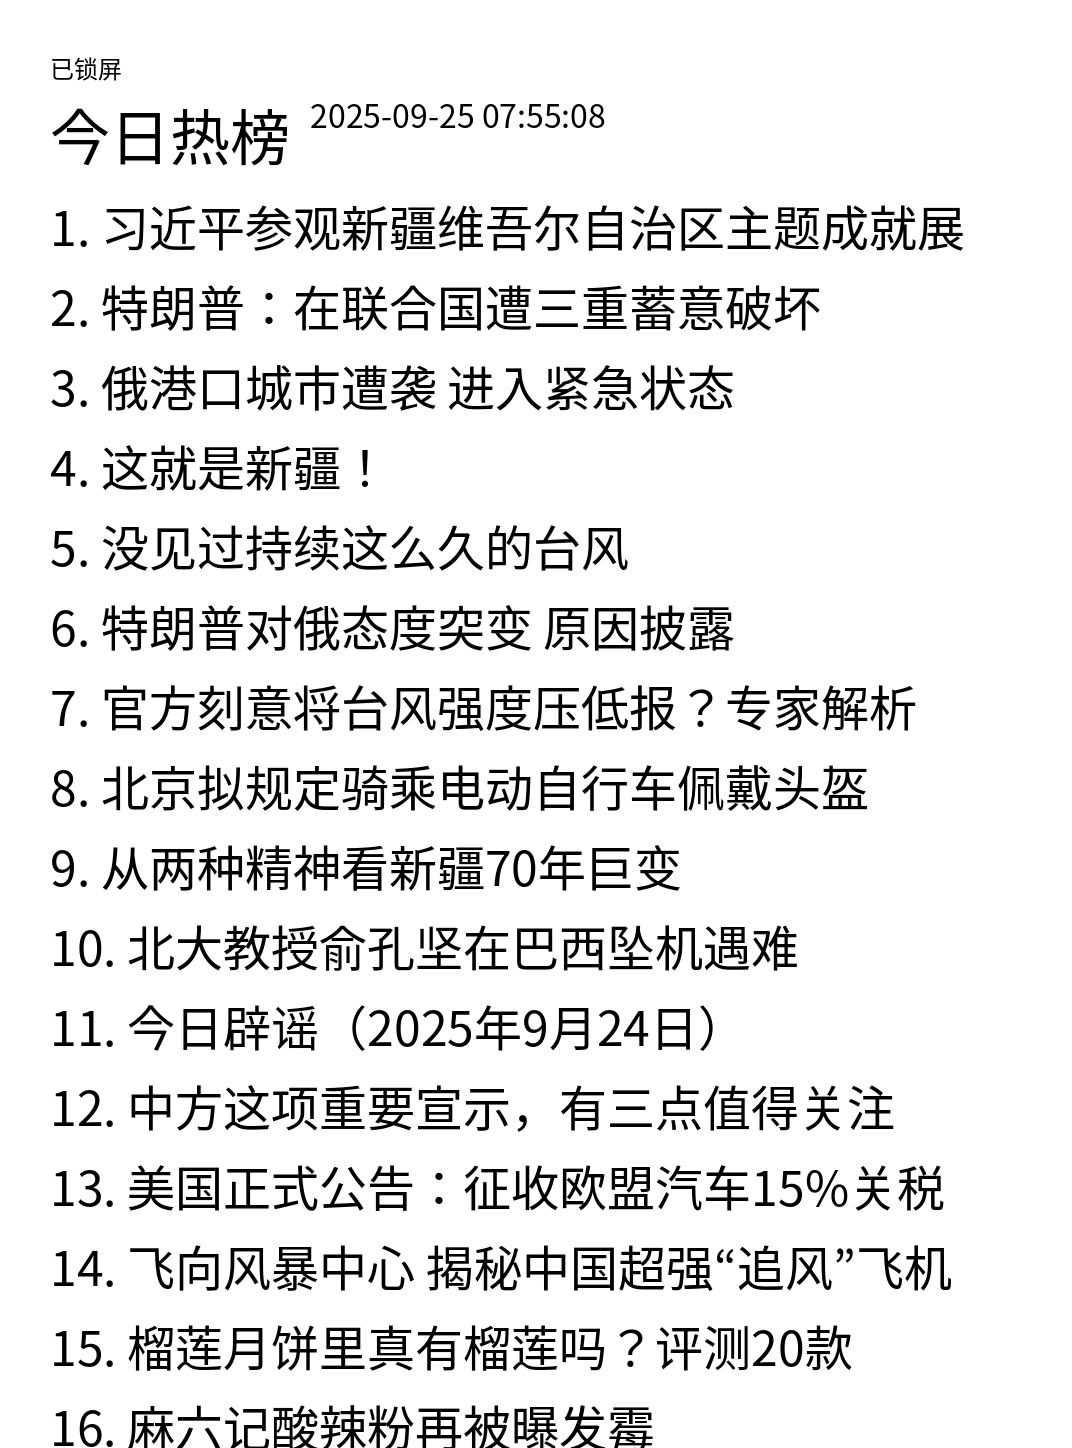 已锁屏
今日热榜 2025-09-25 07:55:08
1. 习近平参观新疆维吾尔自治区主题成就展
2. 特朗普：在联合国遭三重蓄意破坏
3. 俄港口城市遭袭 进入紧急状态
4. 这就是新疆！
5. 没见过持续这么久的台风
6. 特朗普对俄态度突变 原因披露
7. 官方刻意将台风强度压低报？专家解析
8. 北京拟规定骑乘电动自行车佩戴头盔
9. 从两种精神看新疆70年巨变
10. 北大教授俞孔坚在巴西坠机遇难
11. 今日辟谣（2025年9月24日）
12. 中方这项重要宣示，有三点值得关注
13. 美国正式公告：征收欧盟汽车15%关税
14. 飞向风暴中心 揭秘中国超强“追风”飞机
15. 榴莲月饼里真有榴莲吗？评测20款
16. 麻六记酸辣粉再被曝发霉